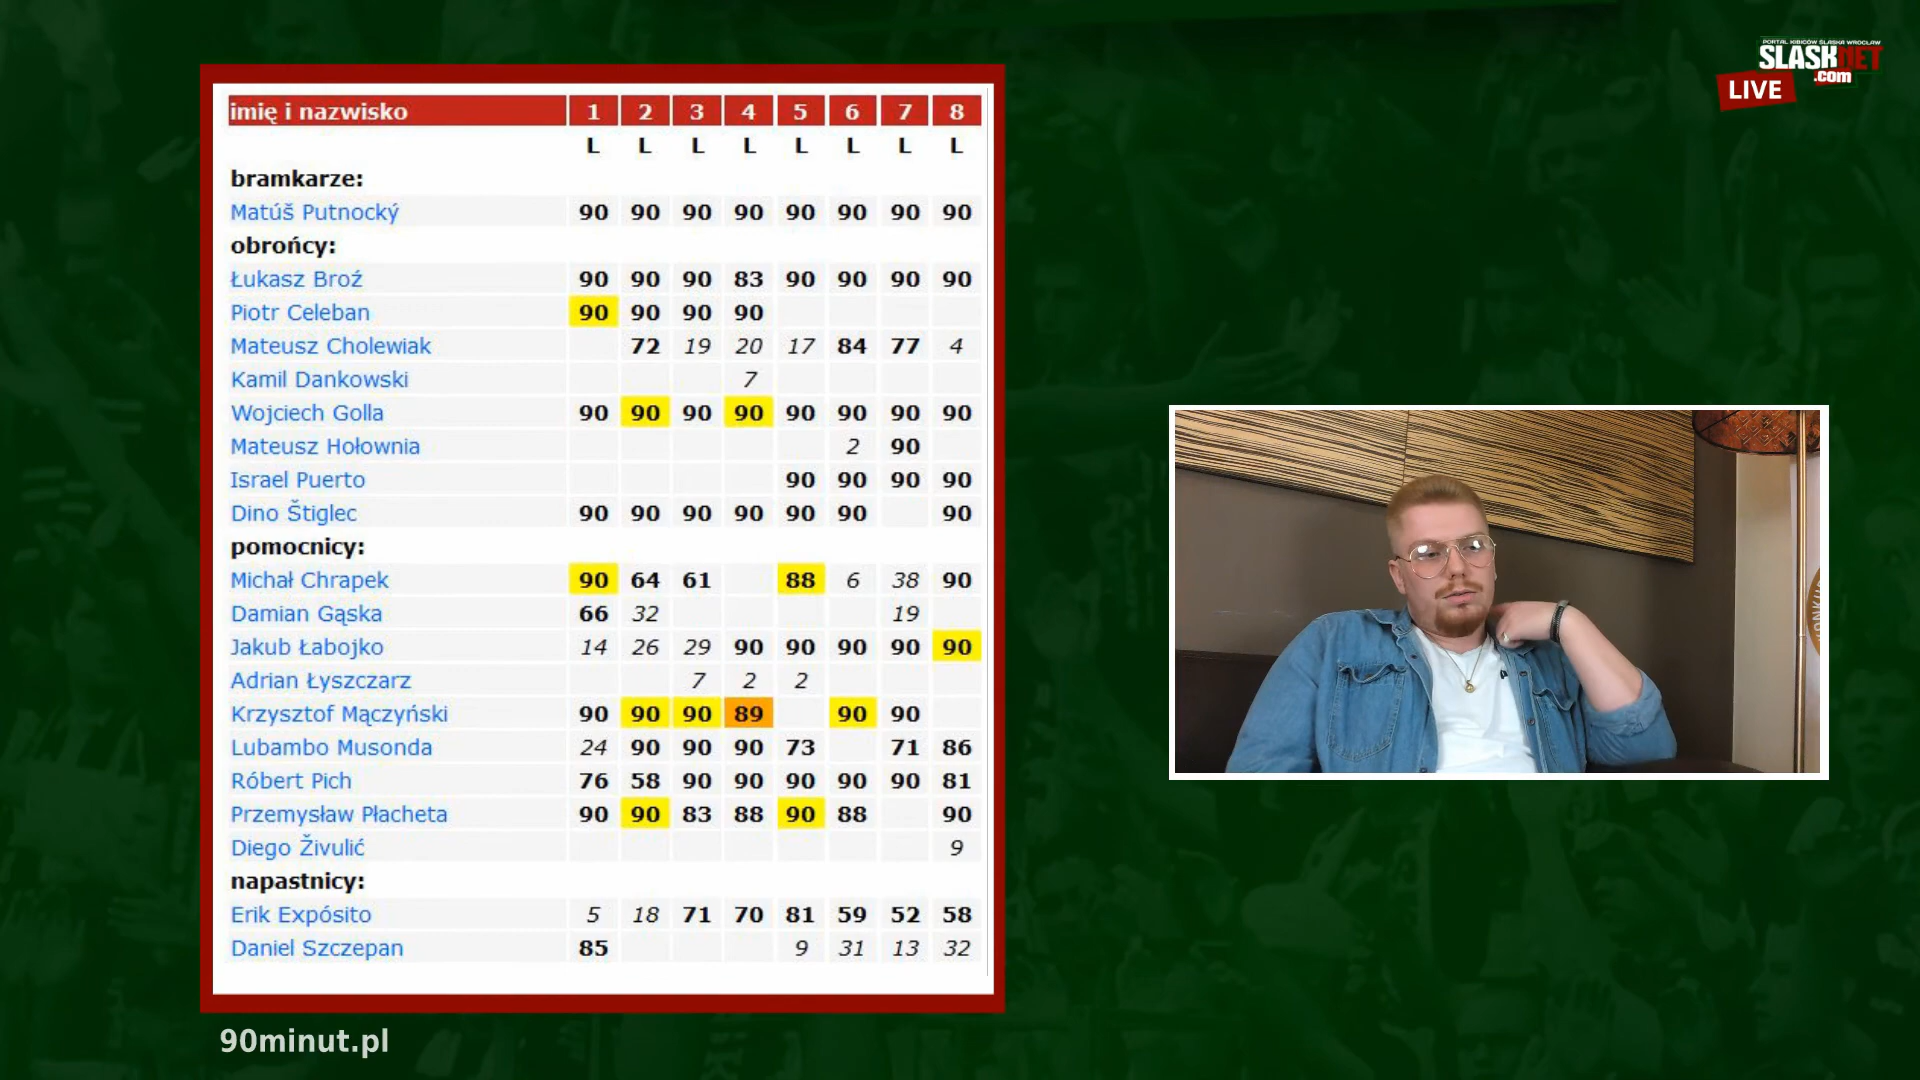 PORTAL KIBICÓW ŚLĄSKA WROCŁAW
SLASKNET
.com
LIVE
imię i nazwisko 1 2 3 4 5 6 7 8
L L L L L L L L
bramkarze:
Matúš Putnocký 90 90 90 90 90 90 90 90
obrońcy:
Łukasz Broź 90 90 90 83 90 90 90 90
Piotr Celeban 90 90 90 90
Mateusz Cholewiak 72 19 20 17 84 77 4
Kamil Dankowski 7
Wojciech Golla 90 90 90 90 90 90 90 90
Mateusz Hołownia 2 90
Israel Puerto 90 90 90 90
Dino Štiglec 90 90 90 90 90 90 90
pomocnicy:
Michał Chrapek 90 64 61 88 6 38 90
Damian Gąska 66 32 19
Jakub Łabojko 14 26 29 90 90 90 90 90
Adrian Łyszczarz 7 2 2
Krzysztof Mączyński 90 90 90 89 90 90
Lubambo Musonda 24 90 90 90 73 71 86
Róbert Pich 76 58 90 90 90 90 90 81
Przemysław Płacheta 90 90 83 88 90 88 90
Diego Živulić 9
napastnicy:
Erik Expósito 5 18 71 70 81 59 52 58
Daniel Szczepan 85 9 31 13 32
90minut.pl